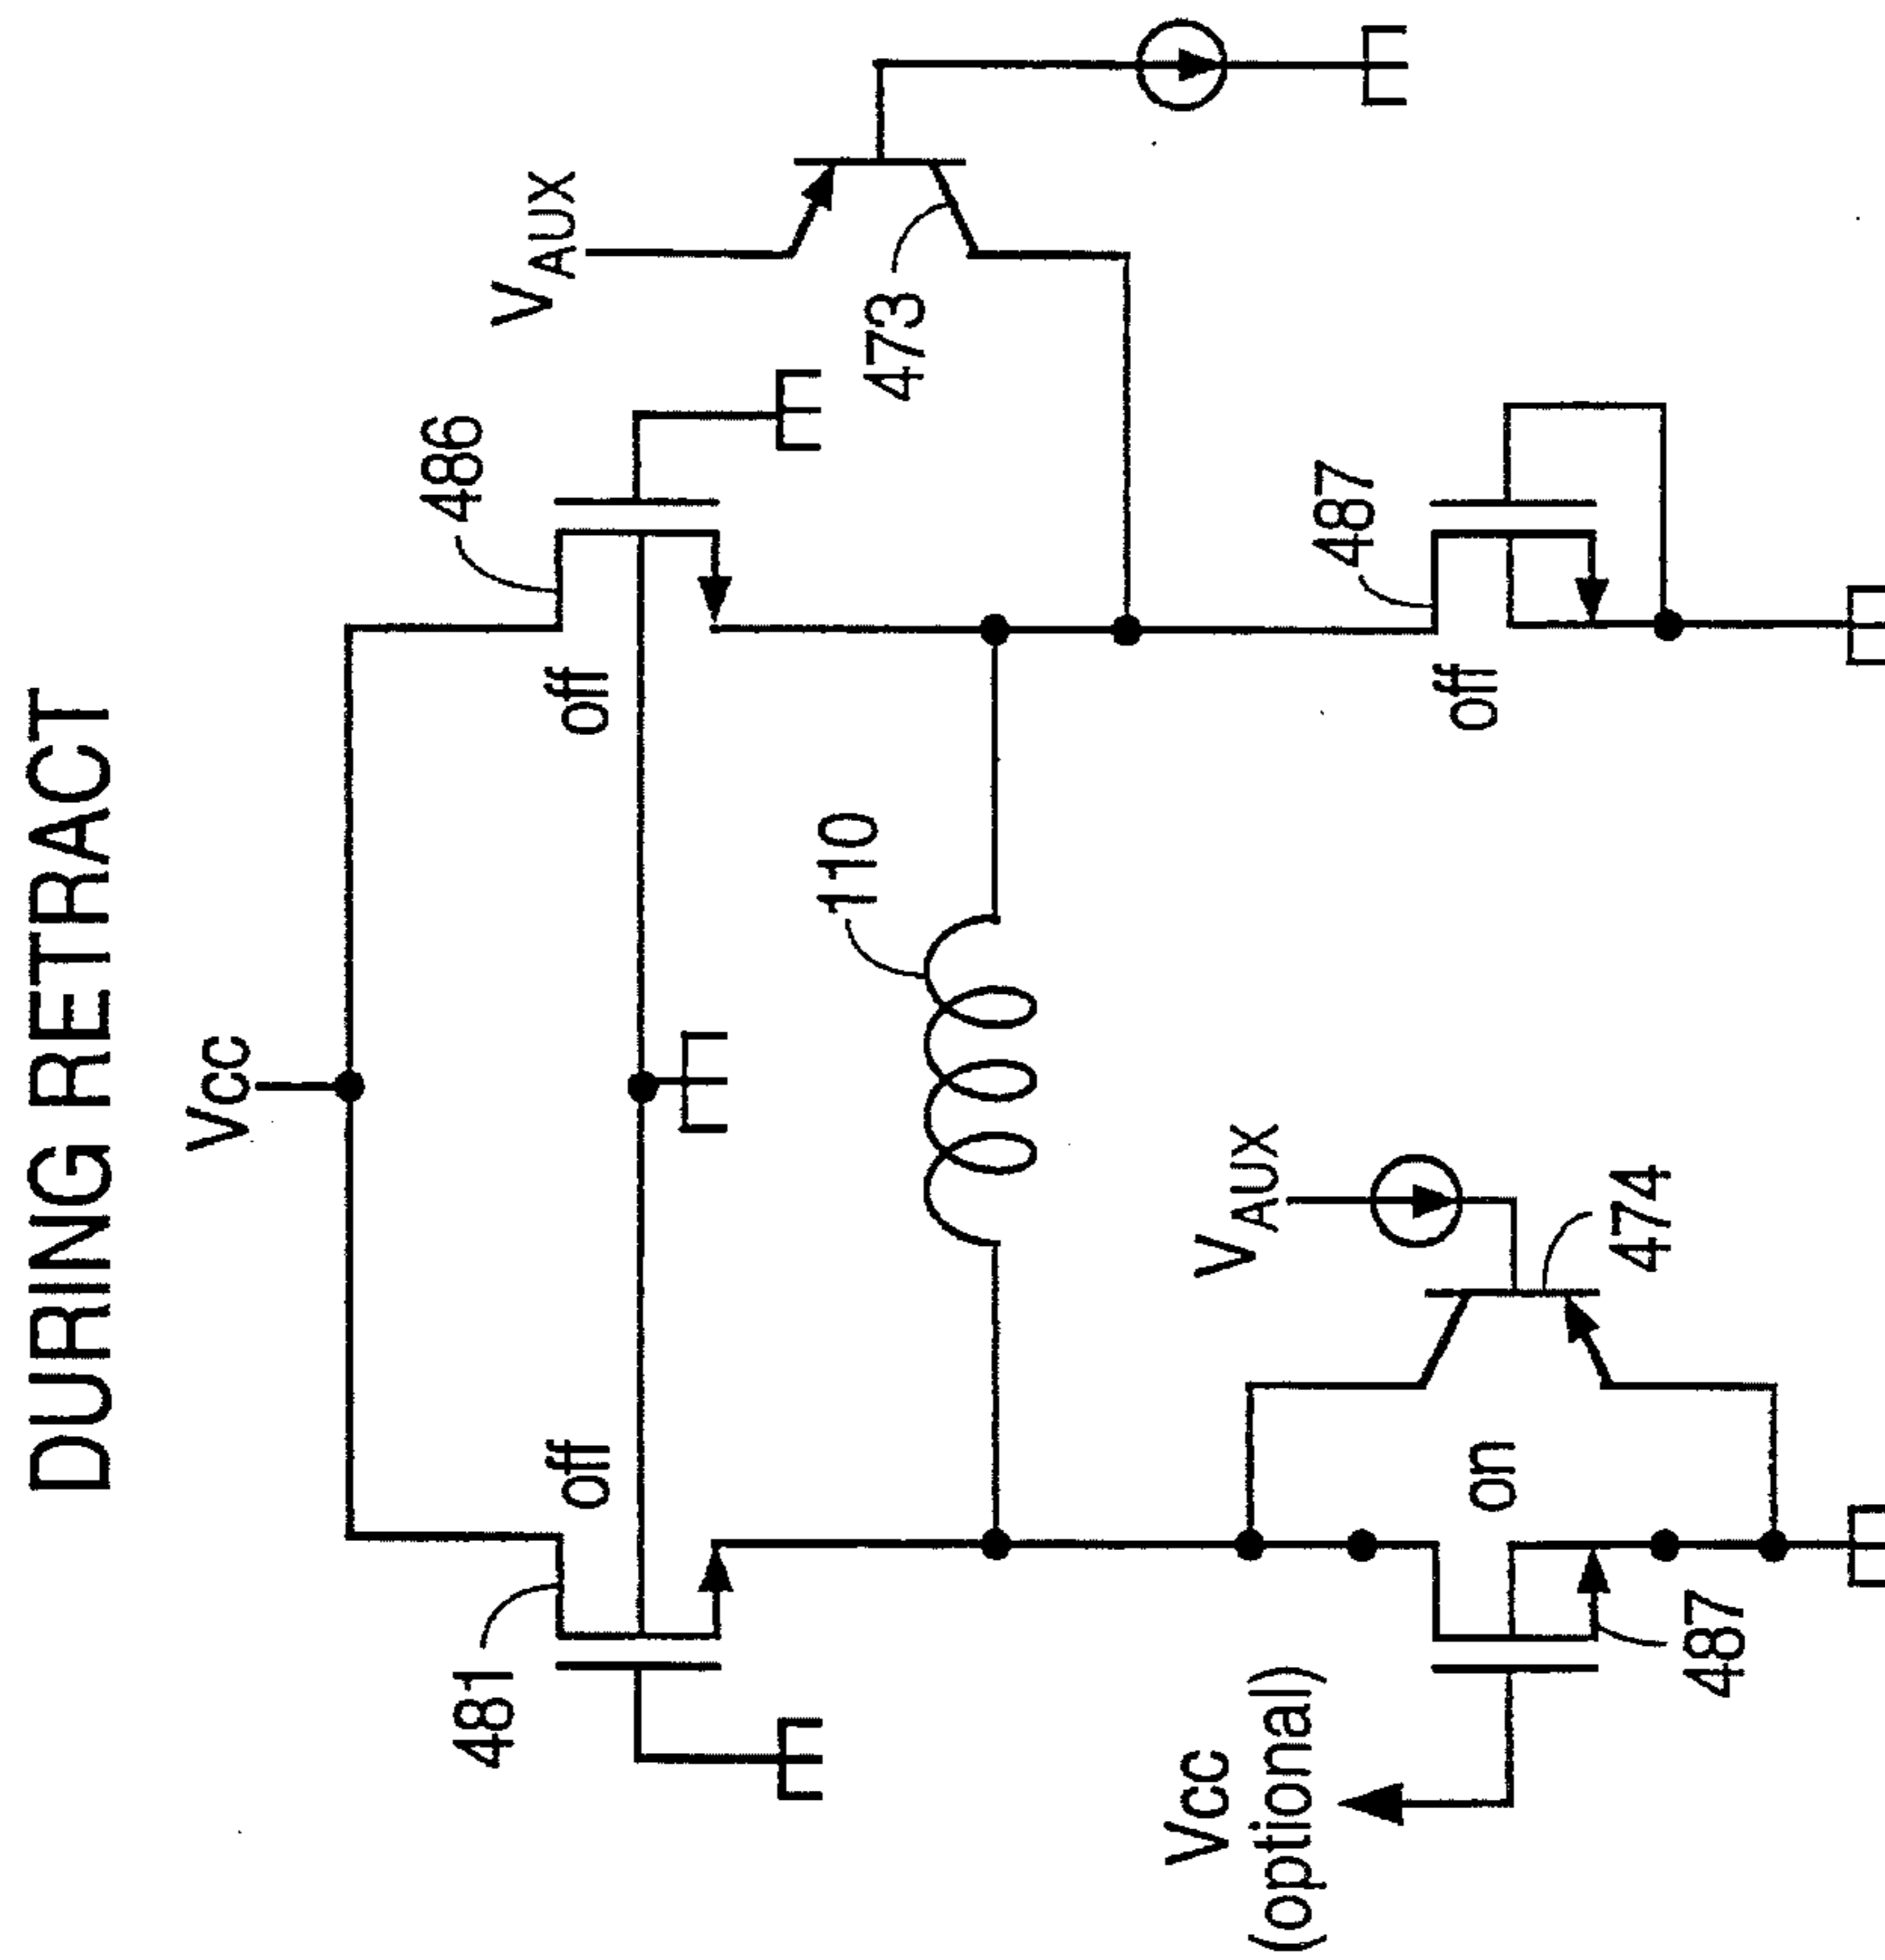 DURING RETRACT
Vcc
481
off
off
486
VAUX
473
110
Vcc
(optional)
on
487
VAUX
474
off
487